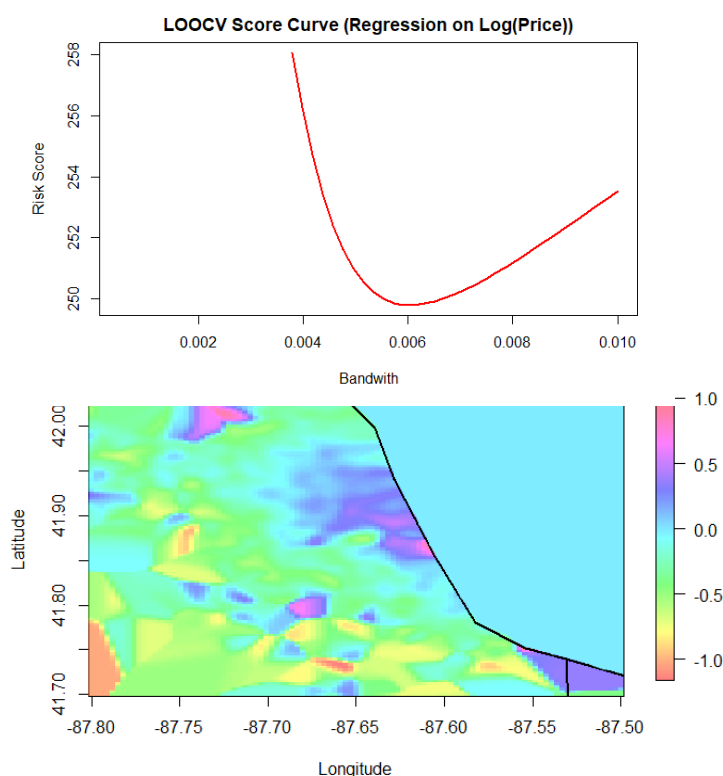 LOOCV Score Curve (Regression on Log(Price))
258
256
254
252
250
Risk Score
0.002 0.004 0.006 0.008 0.010
Bandwith
42.00
41.90
41.80
41.70
Latitude
1.0
0.5
0.0
-0.5
-1.0
-87.80 -87.75 -87.70 -87.65 -87.60 -87.55 -87.50
Longitude